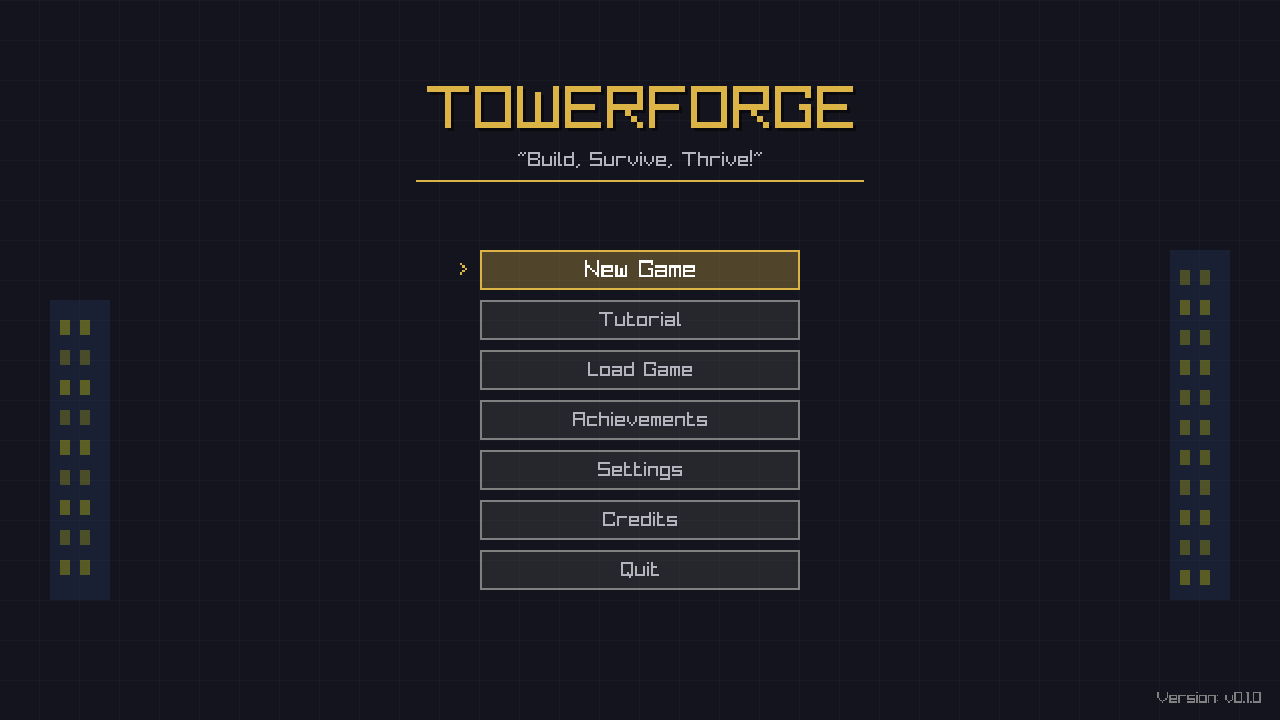 TOWERFORGE
"Build, Survive, Thrive!"
> New Game
Tutorial
Load Game
Achievements
Settings
Credits
Quit
Version: v0.1.0